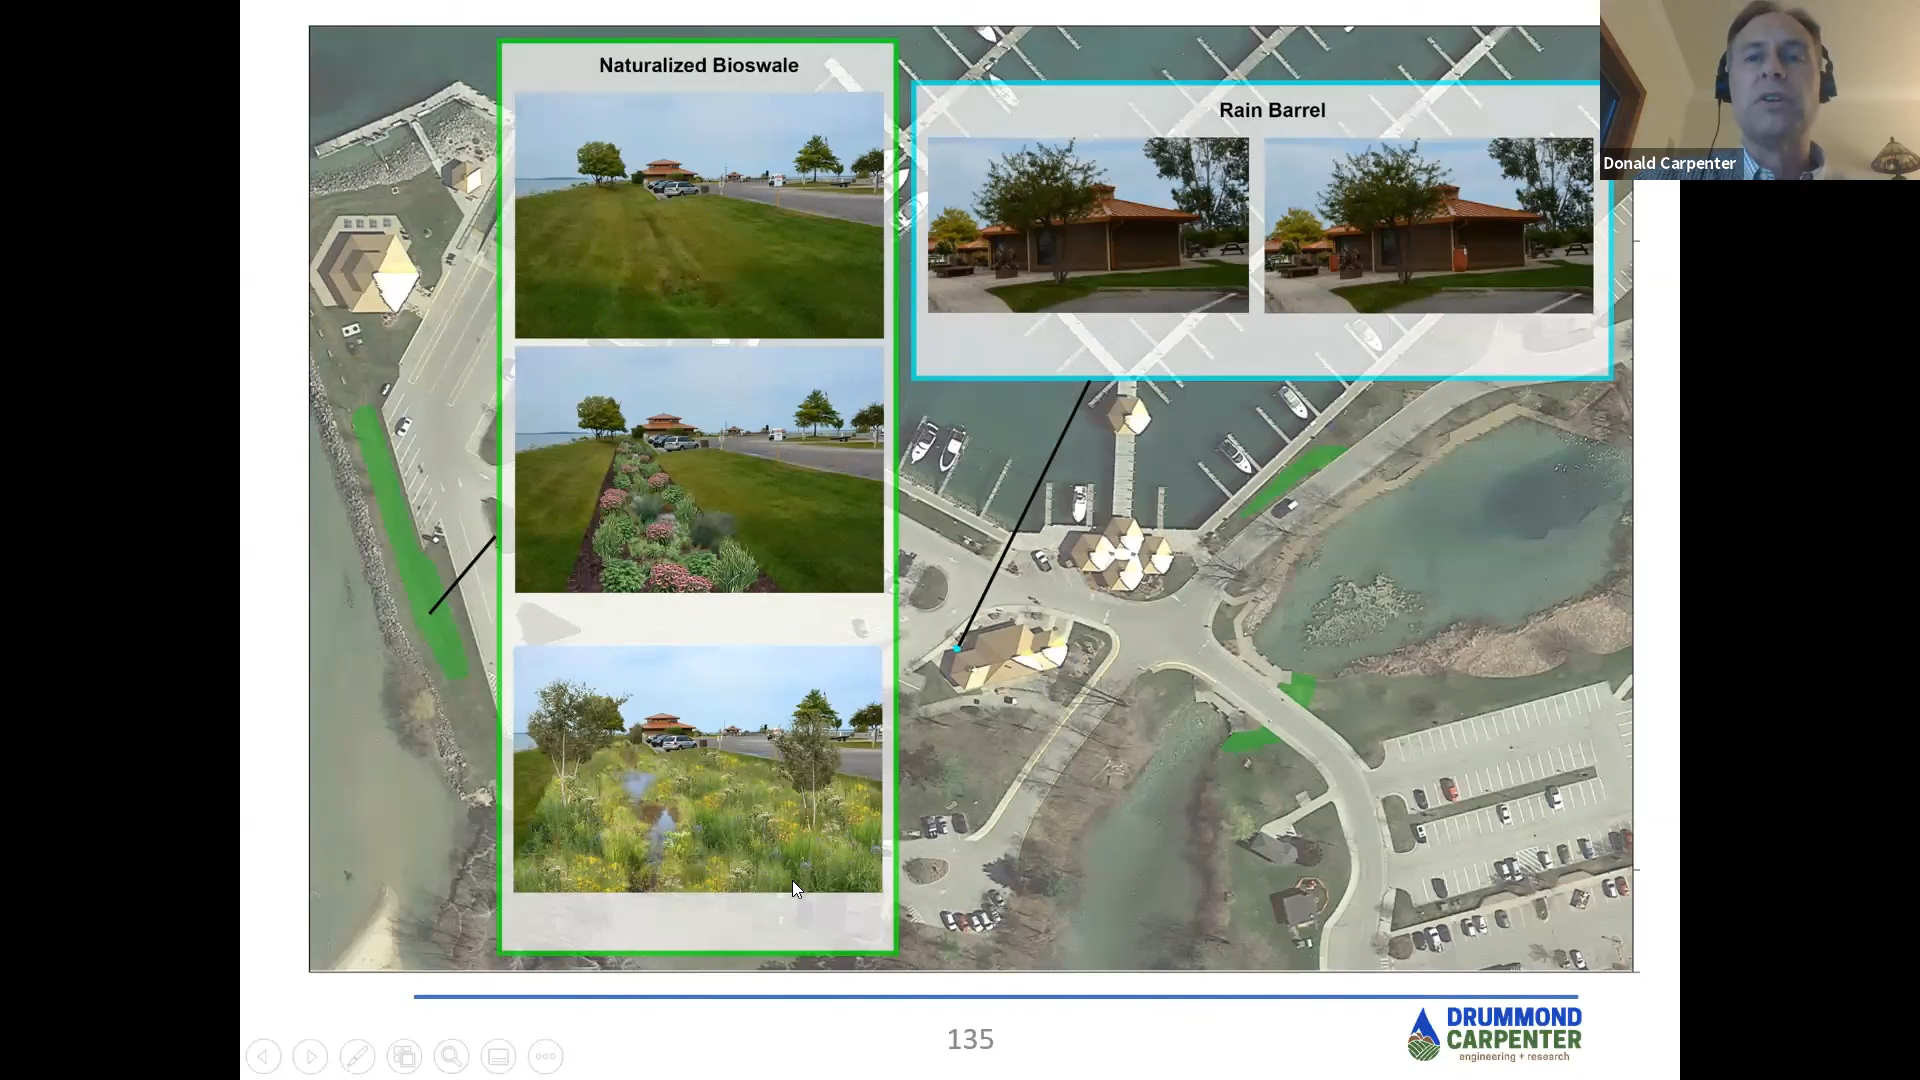 Naturalized Bioswale
Rain Barrel
Donald Carpenter
135
DRUMMOND
CARPENTER
engineering + research